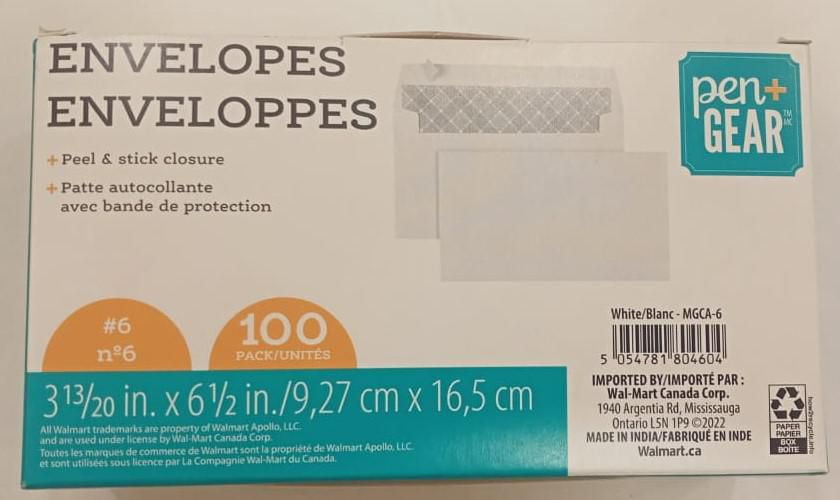 ENVELOPES
ENVELOPPES
+ Peel & stick closure
+ Patte autocollante
avec bande de protection
pen+
GEAR
TM
MC
#6
nº6
100
PACK/UNITÉS
3 13/20 in. x 6 1/2 in./9,27 cm x 16,5 cm
All Walmart trademarks are property of Walmart Apollo, LLC.
and are used under license by Wal-Mart Canada Corp.
Toutes les marques de commerce de Walmart sont la propriété de Walmart Apollo, LLC.
et sont utilisées sous licence par La Compagnie Wal-Mart du Canada.
White/Blanc - MGCA-6
5 054781 804604
IMPORTED BY/IMPORTÉ PAR :
Wal-Mart Canada Corp.
1940 Argentia Rd, Mississauga
Ontario L5N 1P9 ©2022
MADE IN INDIA/FABRIQUÉ EN INDE
Walmart.ca
PAPER
PAPIER
BOX
BOÎTE
how2recycle.info